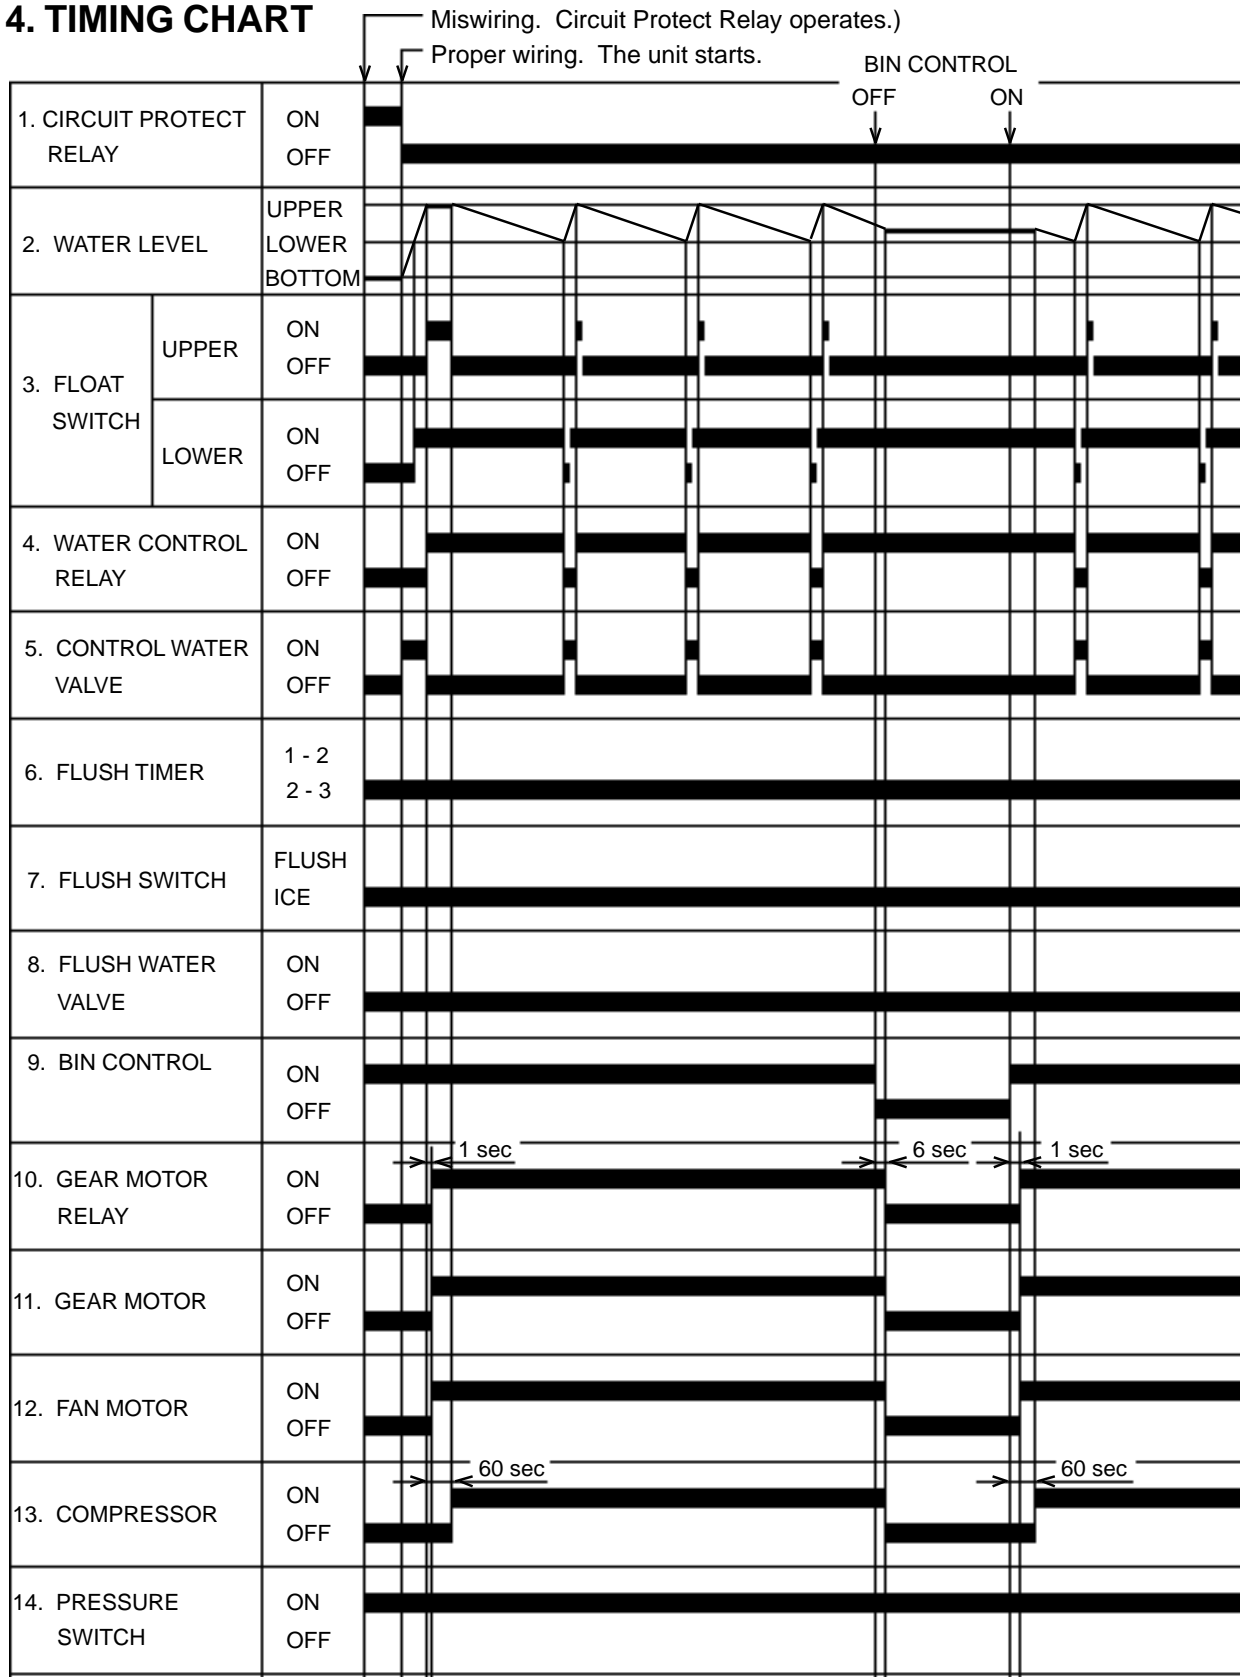 4. TIMING CHART
Miswiring. Circuit Protect Relay operates.)
Proper wiring. The unit starts.
BIN CONTROL
OFF ON
1. CIRCUIT PROTECT
RELAY
ON
OFF
2. WATER LEVEL
UPPER
LOWER
BOTTOM
3. FLOAT
SWITCH
UPPER
ON
OFF
LOWER
ON
OFF
4. WATER CONTROL
RELAY
ON
OFF
5. CONTROL WATER
VALVE
ON
OFF
6. FLUSH TIMER
1 - 2
2 - 3
7. FLUSH SWITCH
FLUSH
ICE
8. FLUSH WATER
VALVE
ON
OFF
9. BIN CONTROL
ON
OFF
1 sec 6 sec 1 sec
10. GEAR MOTOR
RELAY
ON
OFF
11. GEAR MOTOR
ON
OFF
12. FAN MOTOR
ON
OFF
60 sec 60 sec
13. COMPRESSOR
ON
OFF
14. PRESSURE
SWITCH
ON
OFF